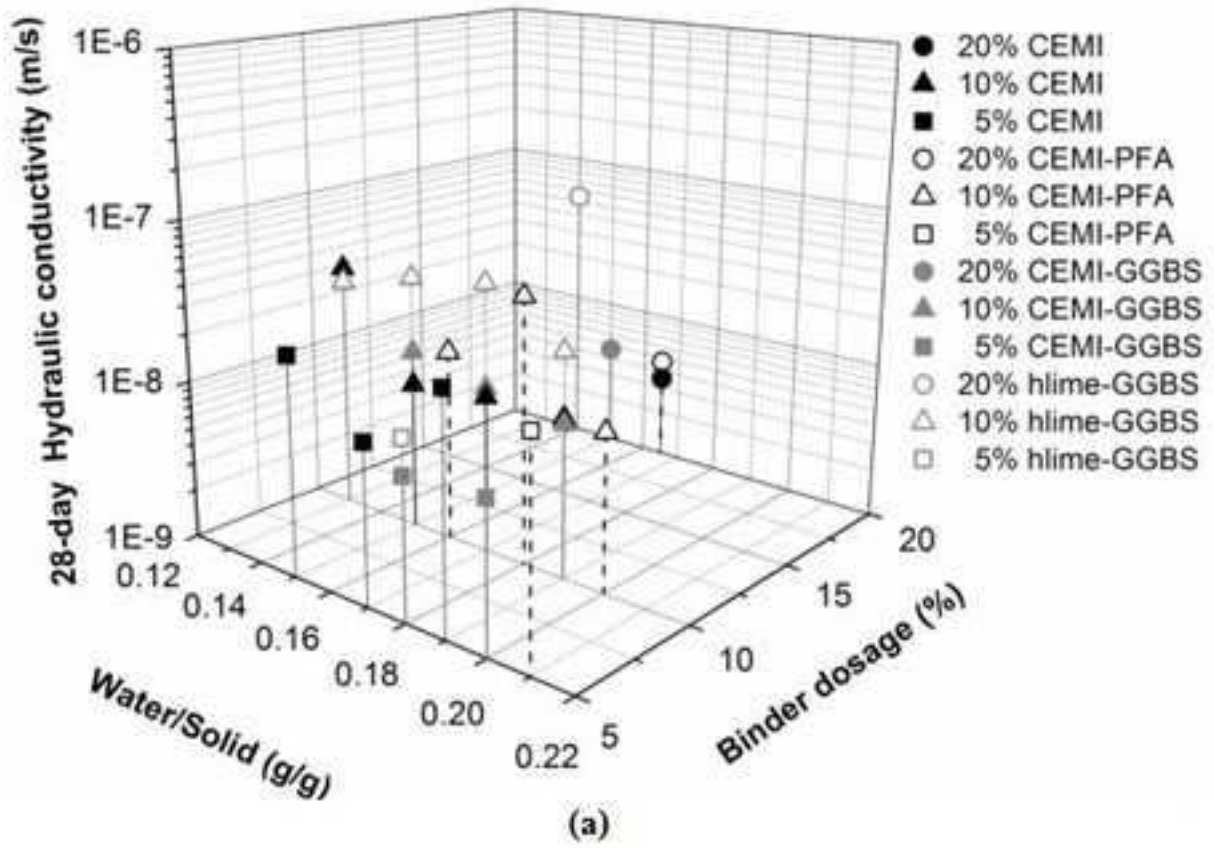 28-day Hydraulic conductivity (m/s)
1E-6
1E-7
1E-8
1E-9
0.12
0.14
0.16
0.18
0.20
0.22
Water/Solid (g/g)
5
10
15
20
Binder dosage (%)
20% CEMI
10% CEMI
5% CEMI
20% CEMI-PFA
10% CEMI-PFA
5% CEMI-PFA
20% CEMI-GGBS
10% CEMI-GGBS
5% CEMI-GGBS
20% hlime-GGBS
10% hlime-GGBS
5% hlime-GGBS
(a)